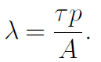 λ = τp / A.